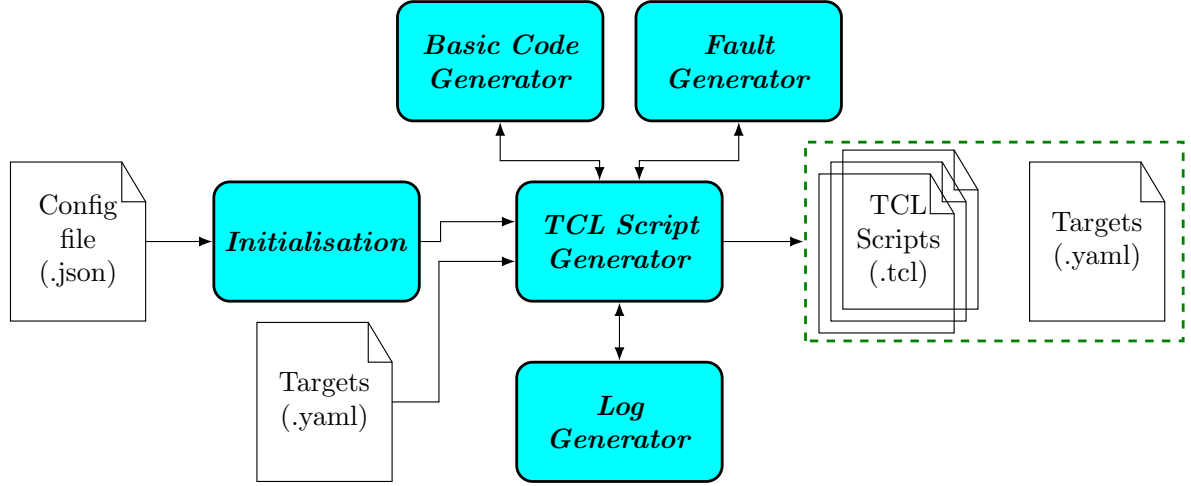 Basic Code
Generator
Fault
Generator
Config
file
(.json)
Initialisation
TCL Script
Generator
TCL
Scripts
(.tcl)
Targets
(.yaml)
Targets
(.yaml)
Log
Generator